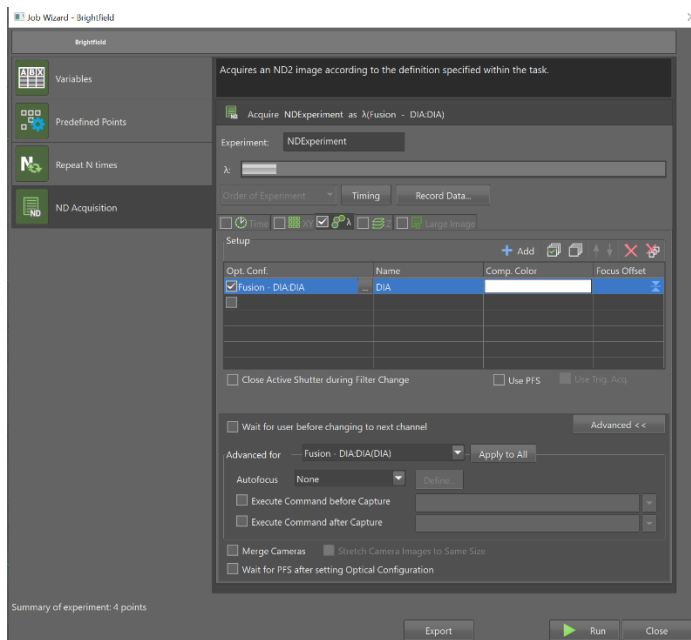 Job Wizard - Brightfield
Brightfield
ABX
Variables
Predefined Points
N
Repeat N times
ND
ND Acquisition
Acquires an ND2 image according to the definition specified within the task.
ND
Acquire NDExperiment as λ(Fusion - DIA:DIA)
Experiment: NDExperiment
λ:
Order of Experiment Timing Record Data...
Time XY λ Z Large Image
Setup
+ Add
Opt. Conf. Name Comp. Color Focus Offset
Fusion - DIA:DIA ... DIA
Close Active Shutter during Filter Change Use PFS Use Trig. Acq.
Wait for user before changing to next channel Advanced <<
Advanced for Fusion - DIA:DIA(DIA) Apply to All
Autofocus None Define...
Execute Command before Capture
Execute Command after Capture
Merge Cameras Stretch Camera Images to Same Size
Wait for PFS after setting Optical Configuration
Summary of experiment: 4 points
Export Run Close